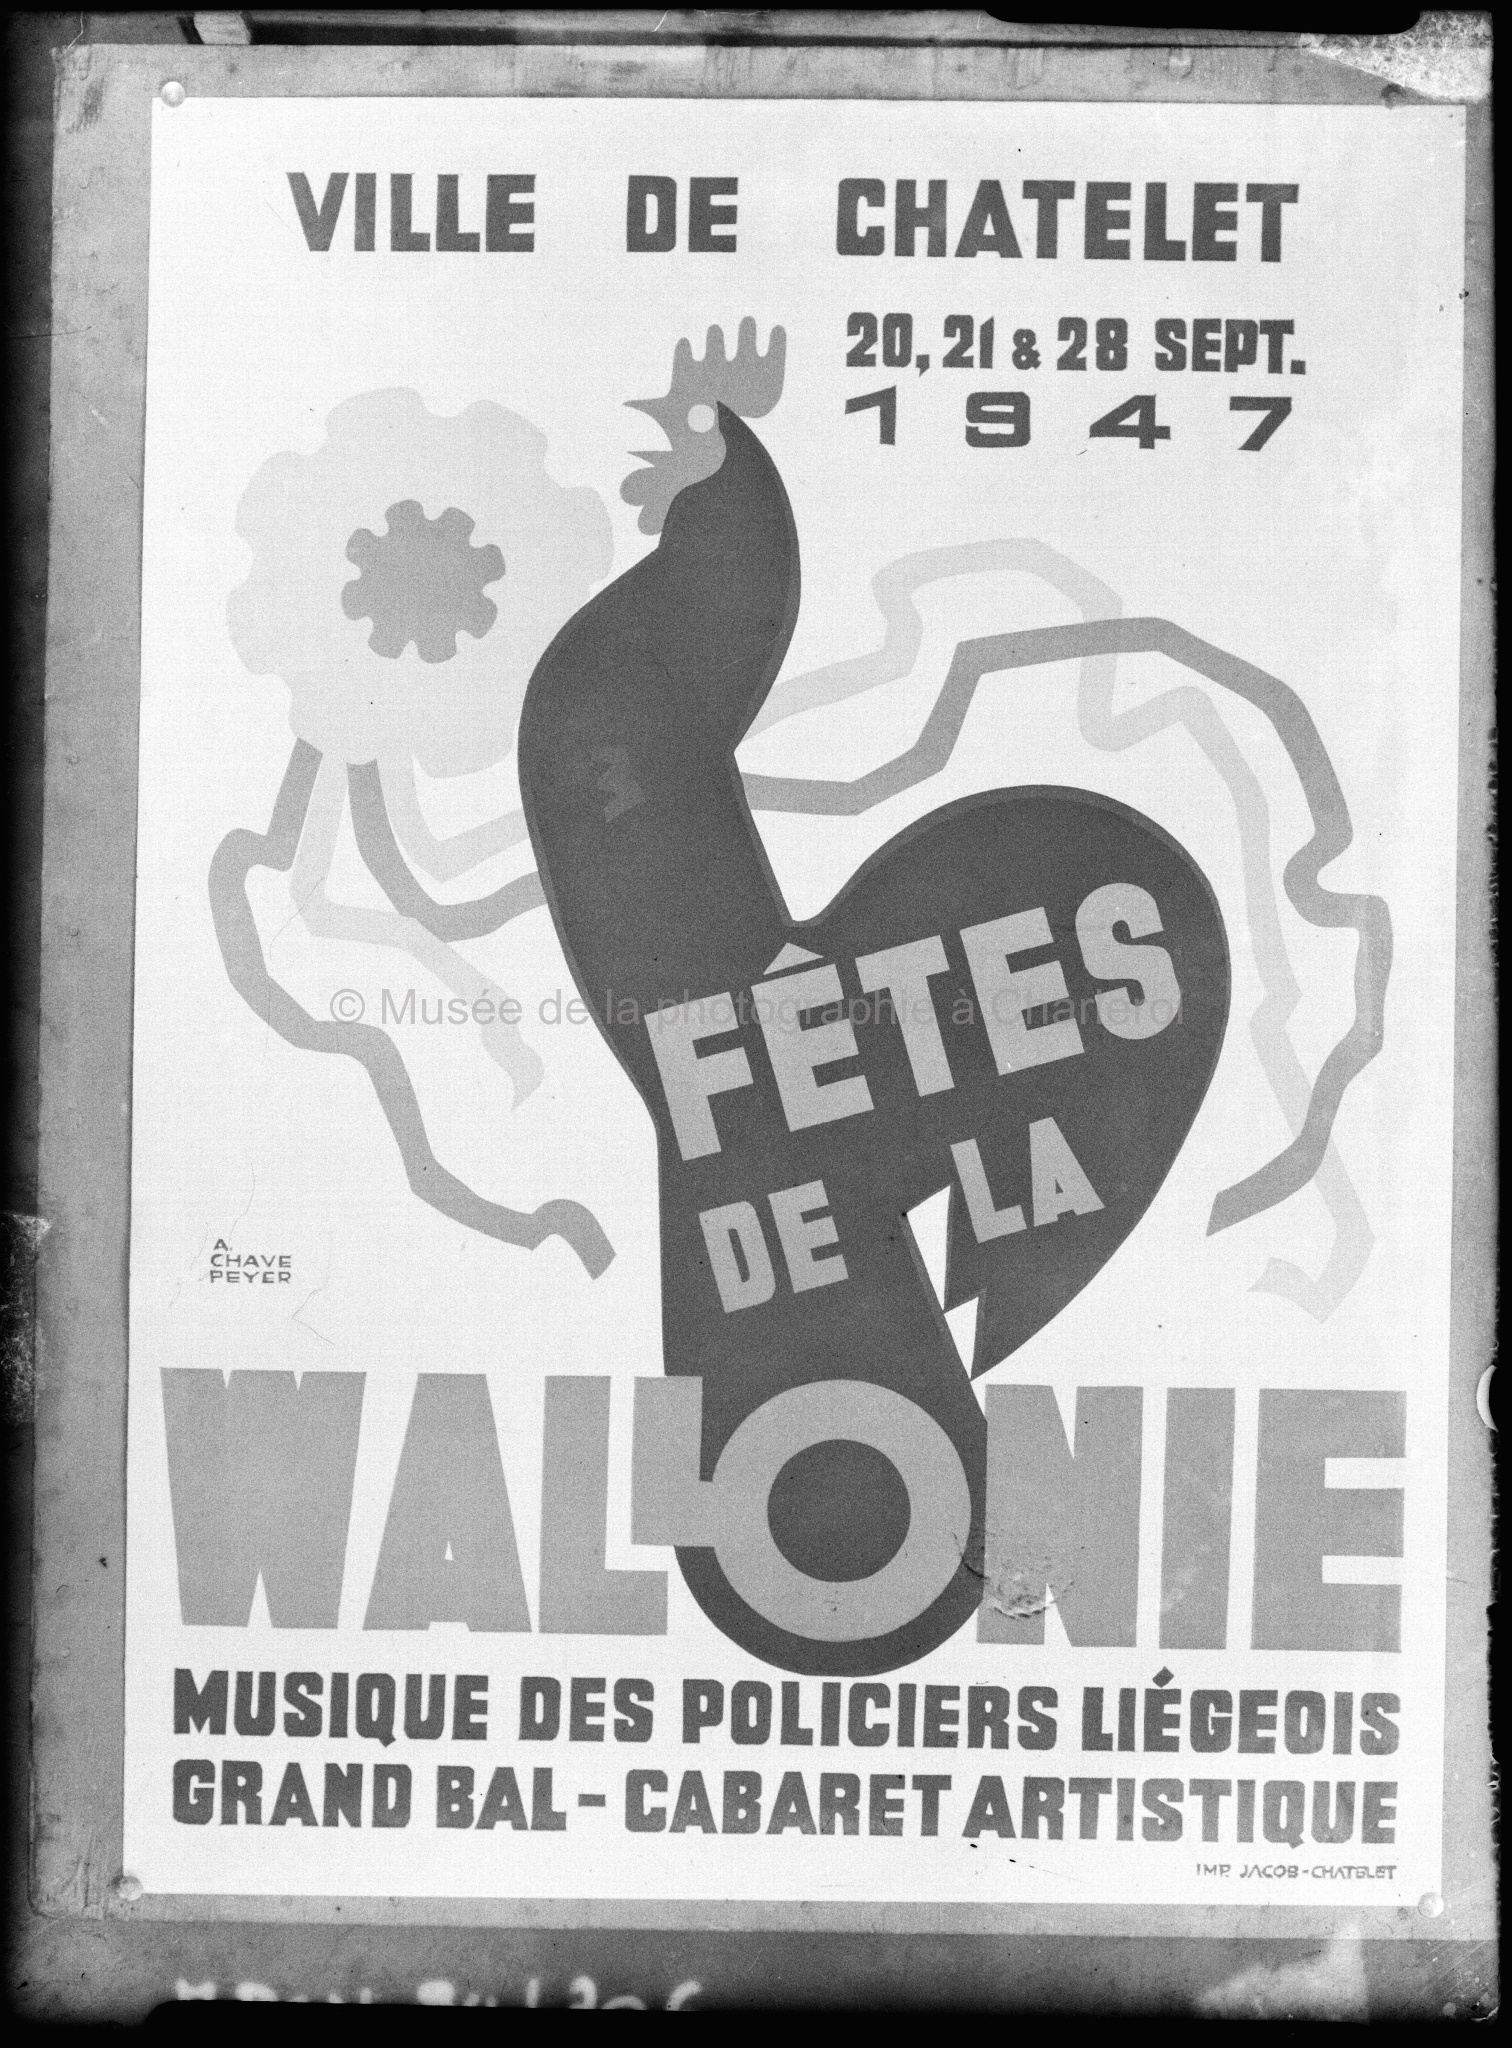 VILLE DE CHATELET
20, 21 & 28 SEPT.
1947
FÊTES
DE LA
WALLONIE
A.
CHAVE
PEYER
MUSIQUE DES POLICIERS LIÉGEOIS
GRAND BAL - CABARET ARTISTIQUE
IMP. JACOB-CHATELET
© Musée de la photographie à Charleroi